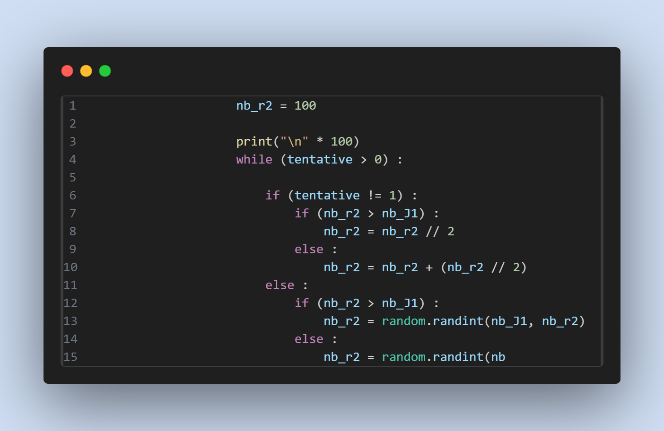 1 nb_r2 = 100
2
3 print("\n" * 100)
4 while (tentative > 0) :
5
6 if (tentative != 1) :
7 if (nb_r2 > nb_J1) :
8 nb_r2 = nb_r2 // 2
9 else :
10 nb_r2 = nb_r2 + (nb_r2 // 2)
11 else :
12 if (nb_r2 > nb_J1) :
13 nb_r2 = random.randint(nb_J1, nb_r2)
14 else :
15 nb_r2 = random.randint(nb